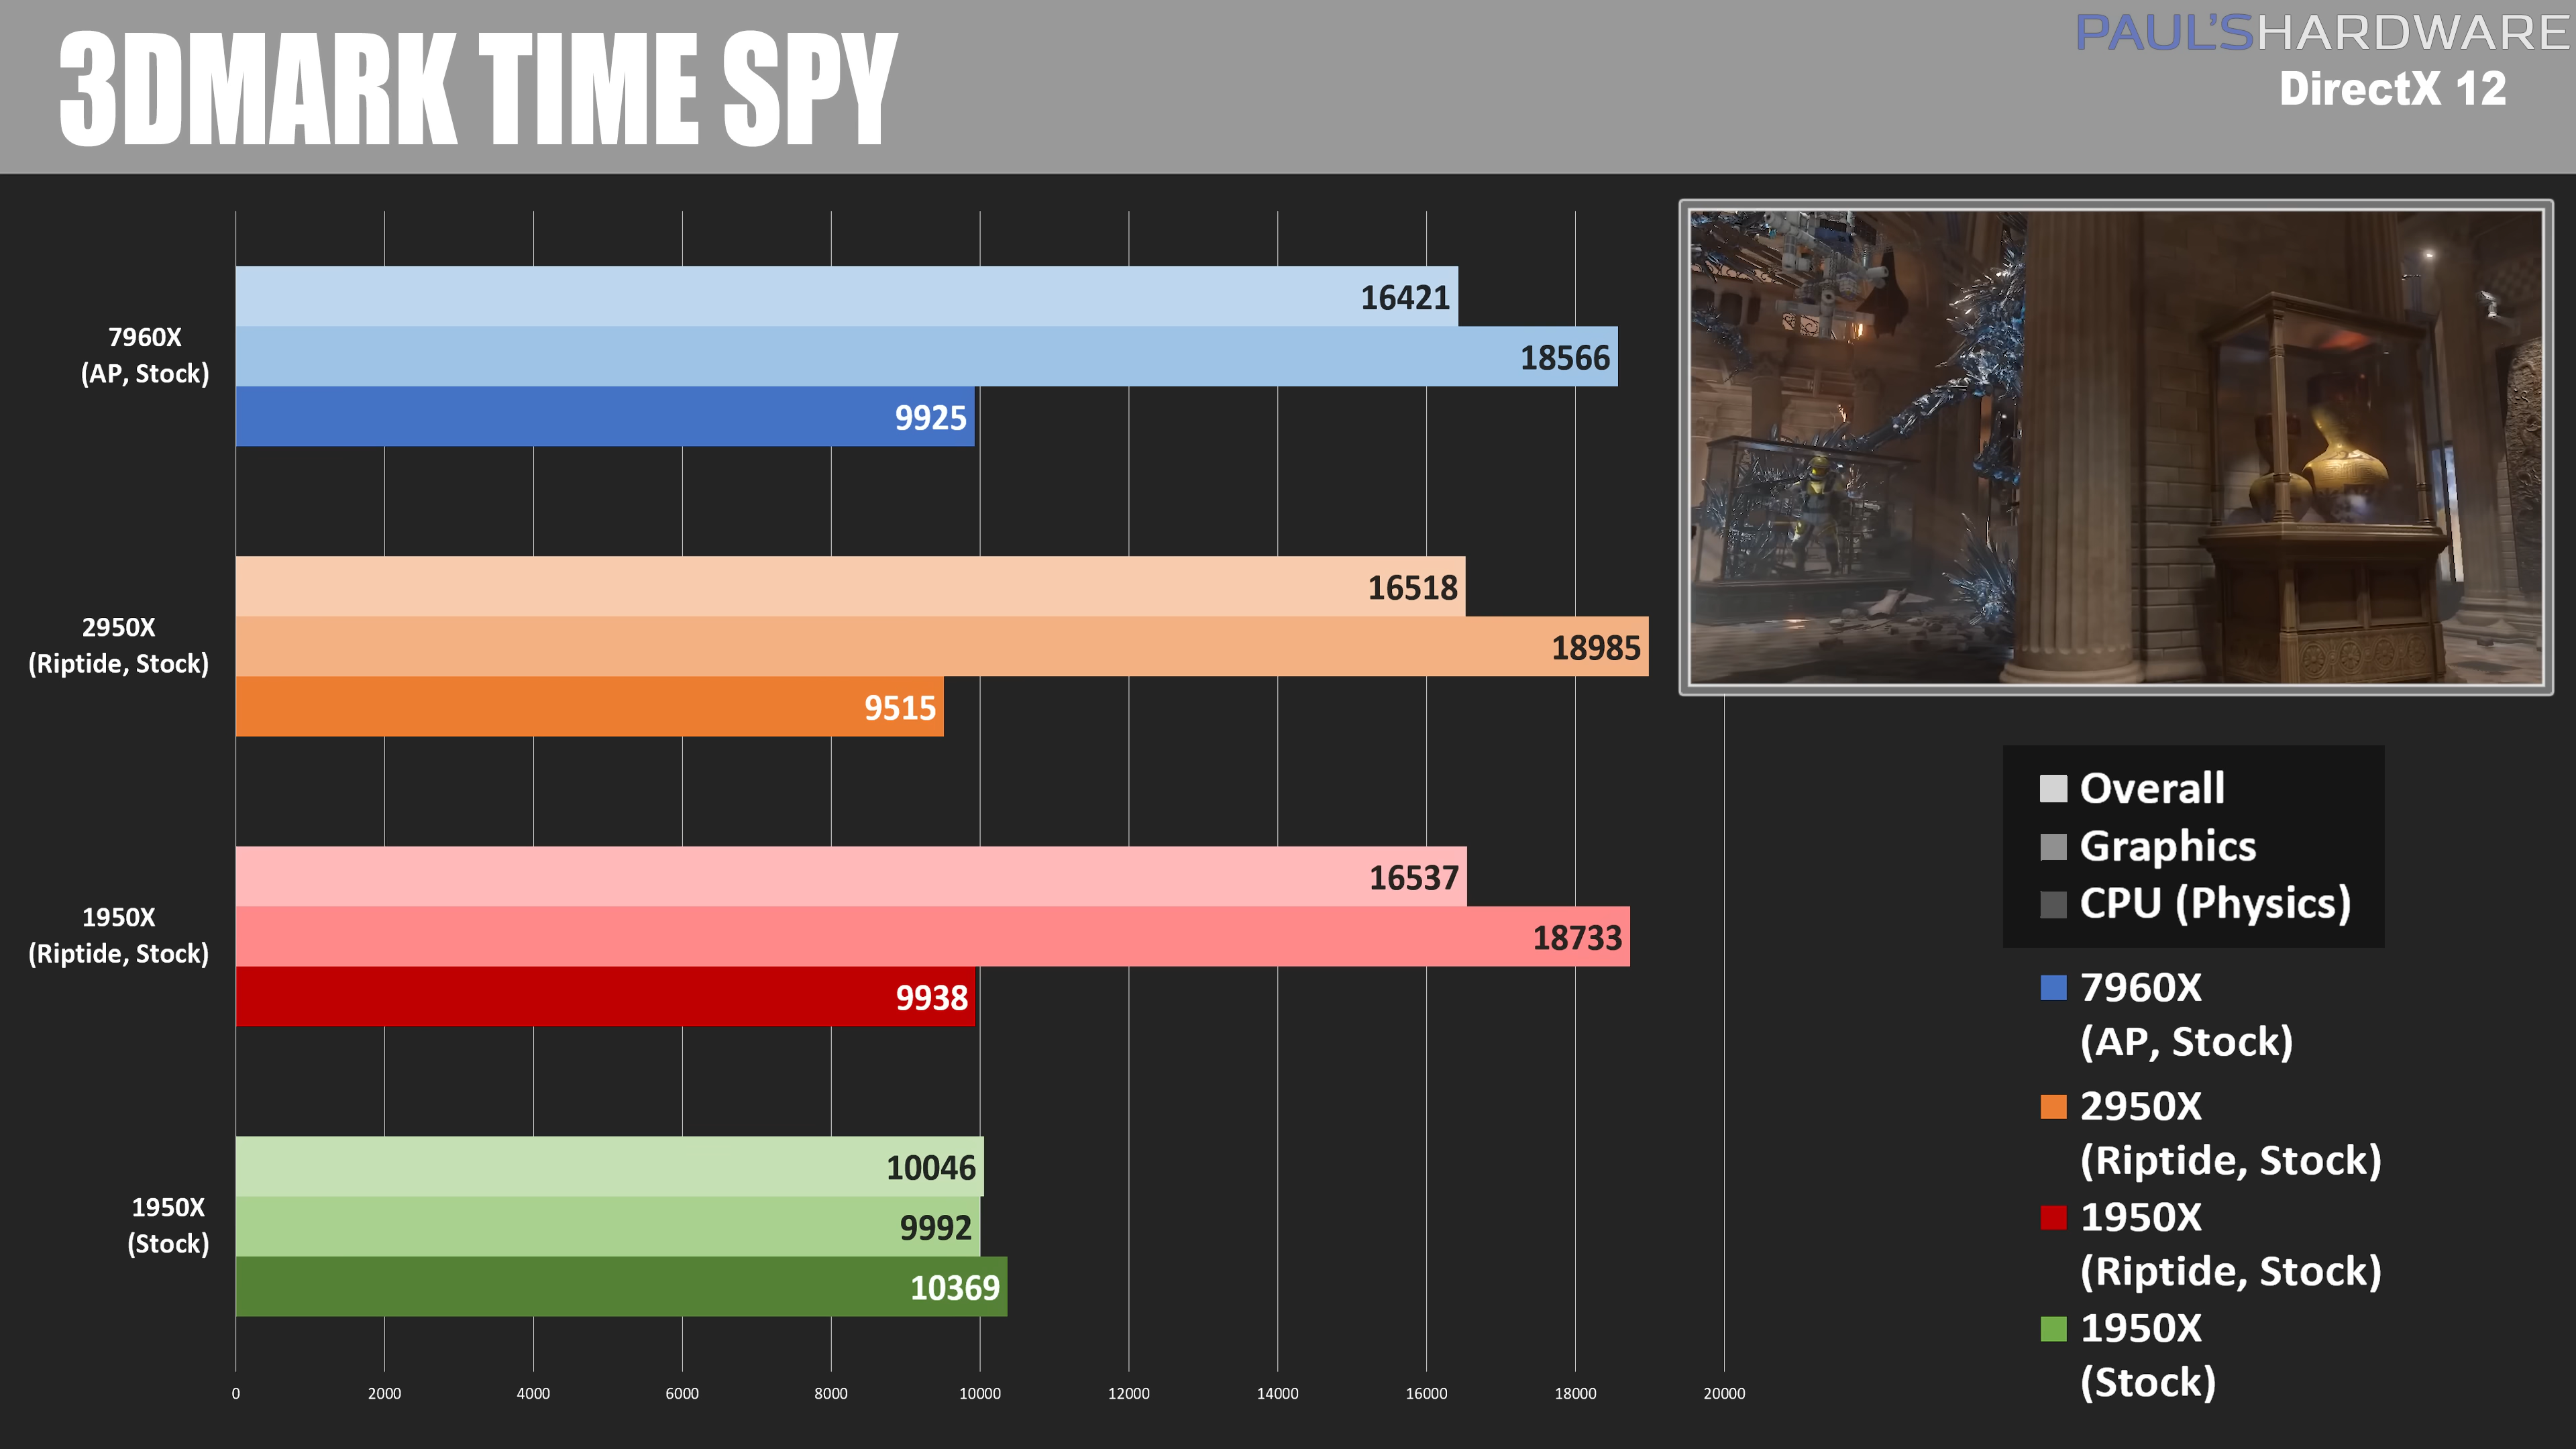 3DMARK TIME SPY
PAUL'SHARDWARE
DirectX 12
7960X
(AP, Stock)
16421
18566
9925
2950X
(Riptide, Stock)
16518
18985
9515
1950X
(Riptide, Stock)
16537
18733
9938
1950X
(Stock)
10046
9992
10369
0 2000 4000 6000 8000 10000 12000 14000 16000 18000 20000
Overall
Graphics
CPU (Physics)
7960X
(AP, Stock)
2950X
(Riptide, Stock)
1950X
(Riptide, Stock)
1950X
(Stock)